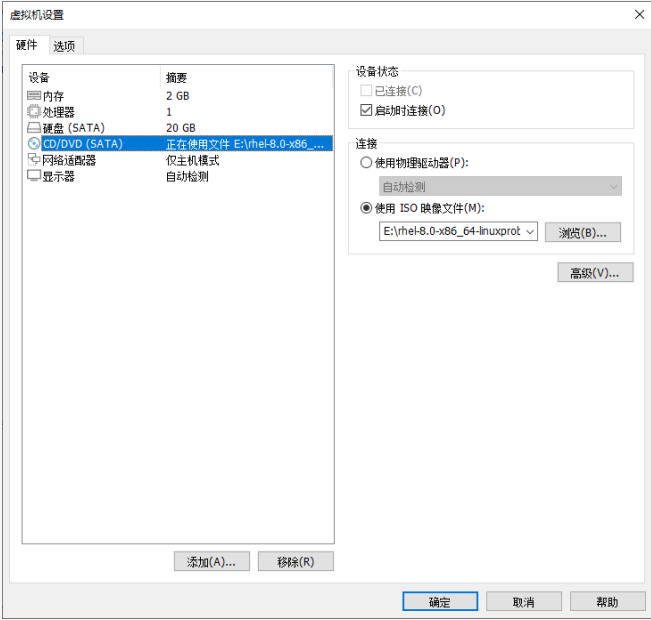 虚拟机设置
硬件 选项
设备 摘要
内存 2 GB
处理器 1
硬盘 (SATA) 20 GB
CD/DVD (SATA) 正在使用文件 E:\rhel-8.0-x86_...
网络适配器 仅主机模式
显示器 自动检测
添加(A)... 移除(R)
设备状态
已连接(C)
启动时连接(O)
连接
使用物理驱动器(P):
自动检测
使用 ISO 映像文件(M):
E:\rhel-8.0-x86_64-linuxprob 浏览(B)...
高级(V)...
确定 取消 帮助